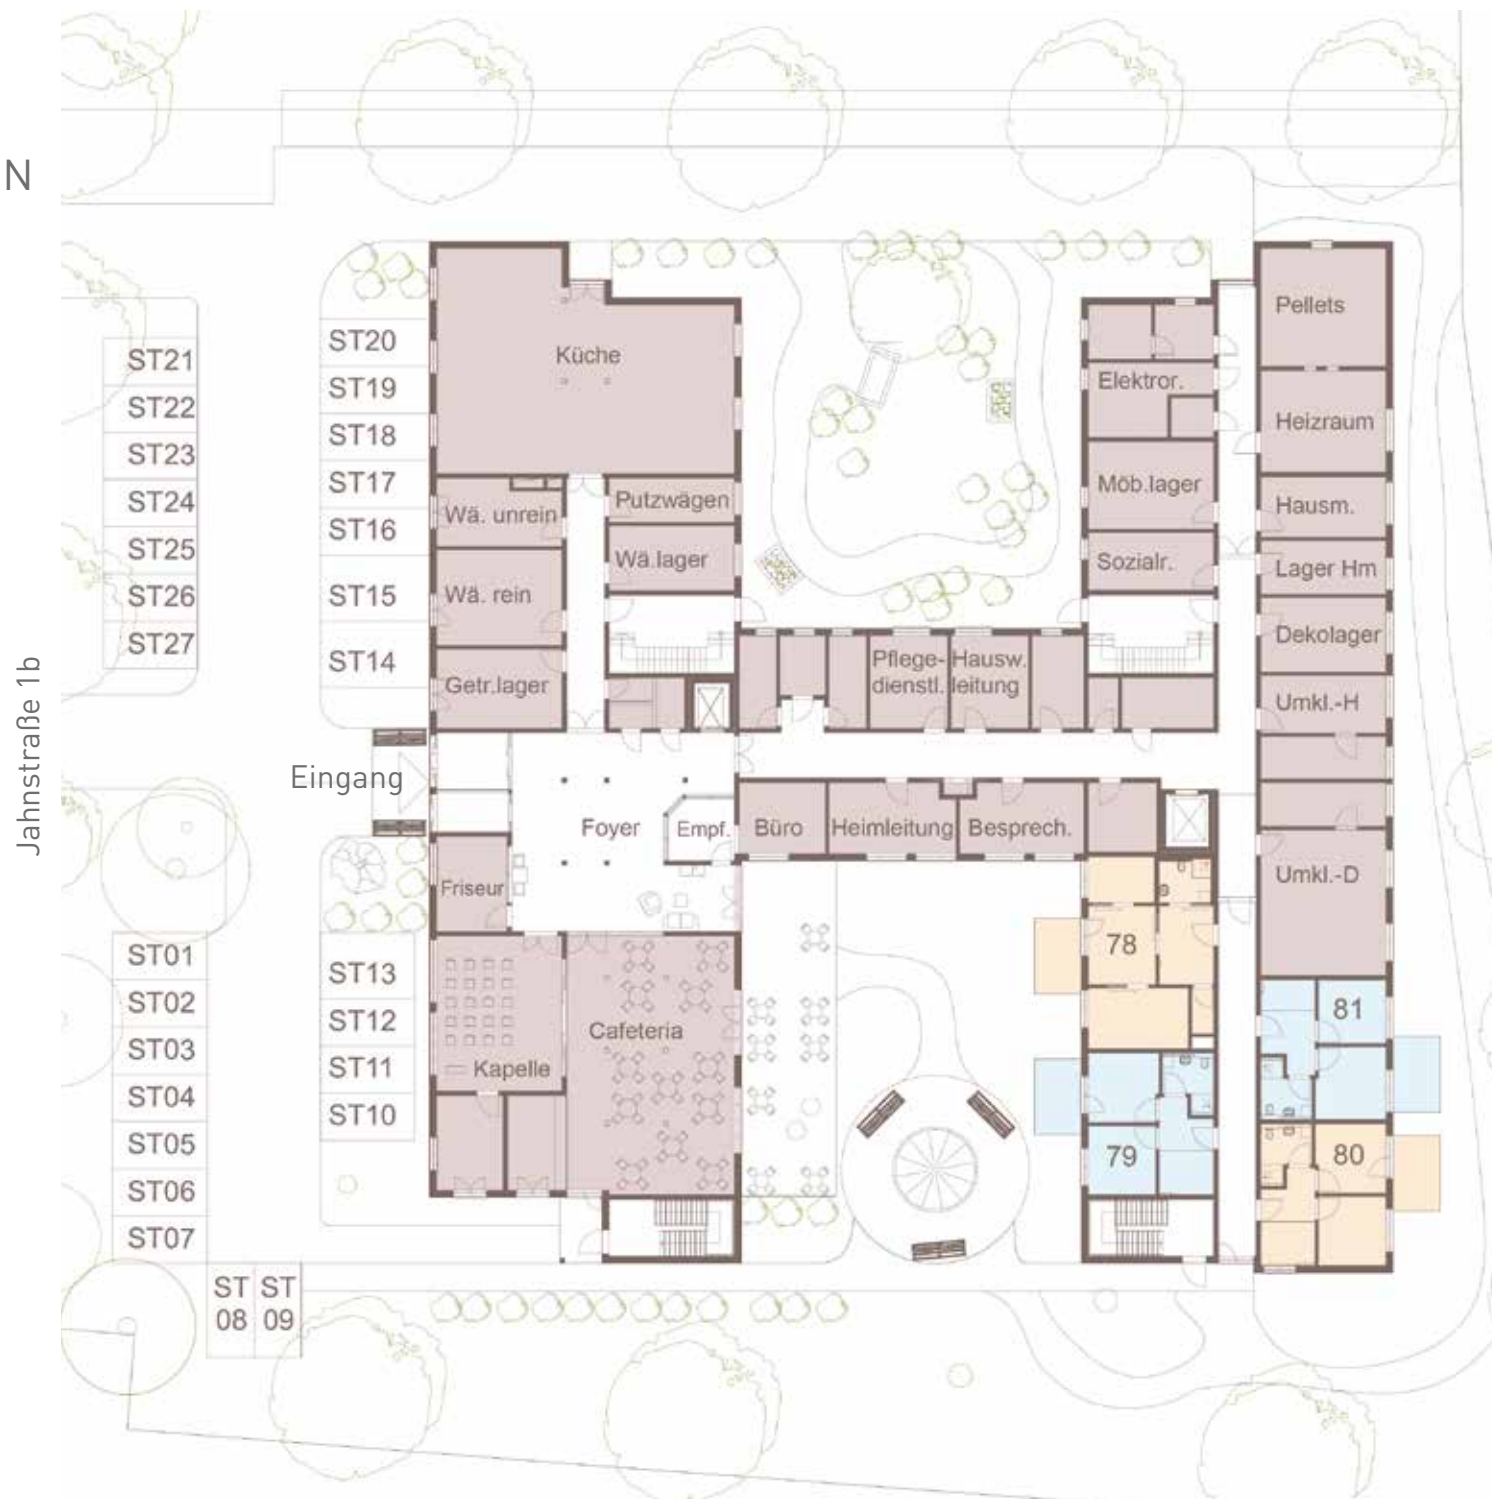 N
Jahnstraße 1b
ST21
ST22
ST23
ST24
ST25
ST26
ST27
ST20
ST19
ST18
ST17
ST16
ST15
ST14
Küche
Wä. unrein
Putzwägen
Wä.lager
Wä. rein
Getr.lager
Pflege-
dienstl.
Hausw.
leitung
Elektror.
Möb.lager
Sozialr.
Pellets
Heizraum
Hausm.
Lager Hm
Dekolager
Umkl.-H
Umkl.-D
Eingang
Foyer
Empf.
Büro
Heimleitung
Besprech.
Friseur
Kapelle
Cafeteria
78
79
81
80
ST01
ST02
ST03
ST04
ST05
ST06
ST07
ST
08
ST
09
ST13
ST12
ST11
ST10